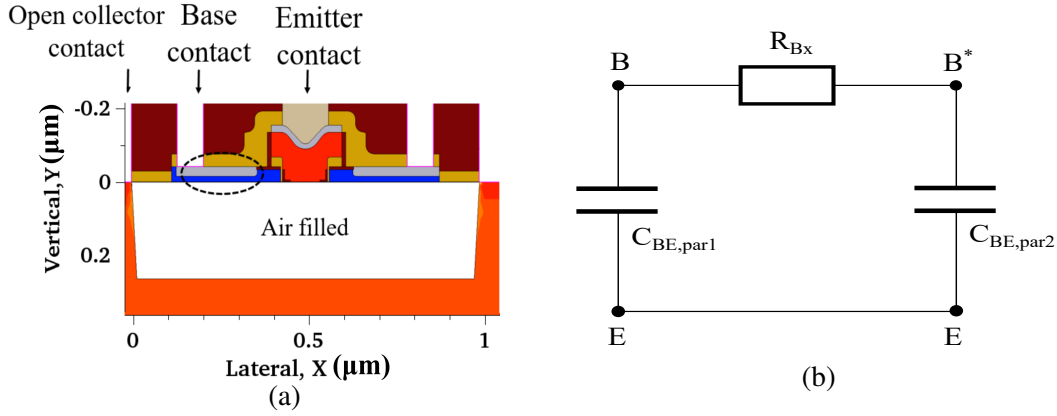 Open collector contact
Base contact
Emitter contact
Vertical,Y (μm)
-0.2
0
0.2
Air filled
0
0.5
1
Lateral, X (μm)
(a)
R_Bx
B
B*
C_BE,par1
C_BE,par2
E
E
(b)